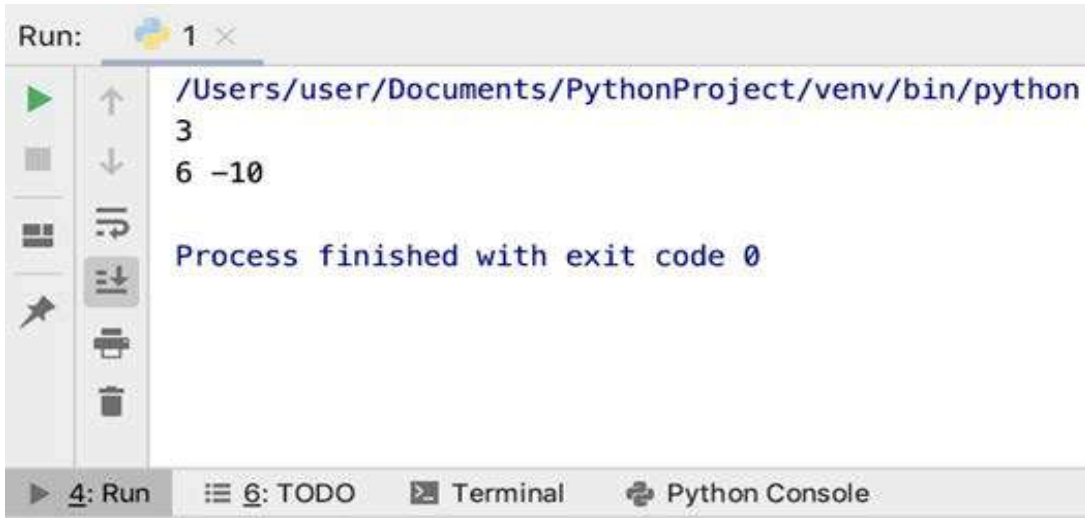 Run: 1
/Users/user/Documents/PythonProject/venv/bin/python
3
6 -10
Process finished with exit code 0
4: Run 6: TODO Terminal Python Console